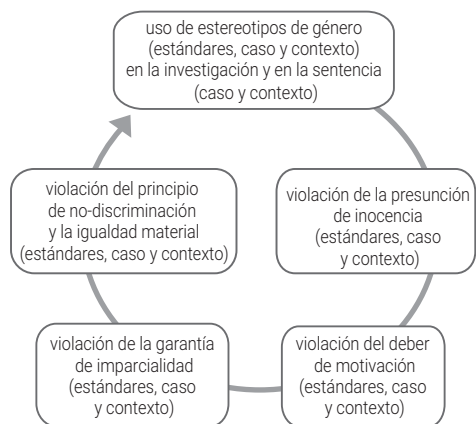 uso de estereotipos de género
(estándares, caso y contexto)
en la investigación y en la sentencia
(caso y contexto)
violación de la presunción
de inocencia
(estándares, caso
y contexto)
violación del deber
de motivación
(estándares, caso
y contexto)
violación de la garantía
de imparcialidad
(estándares, caso
y contexto)
violación del principio
de no-discriminación
y la igualdad material
(estándares, caso y contexto)